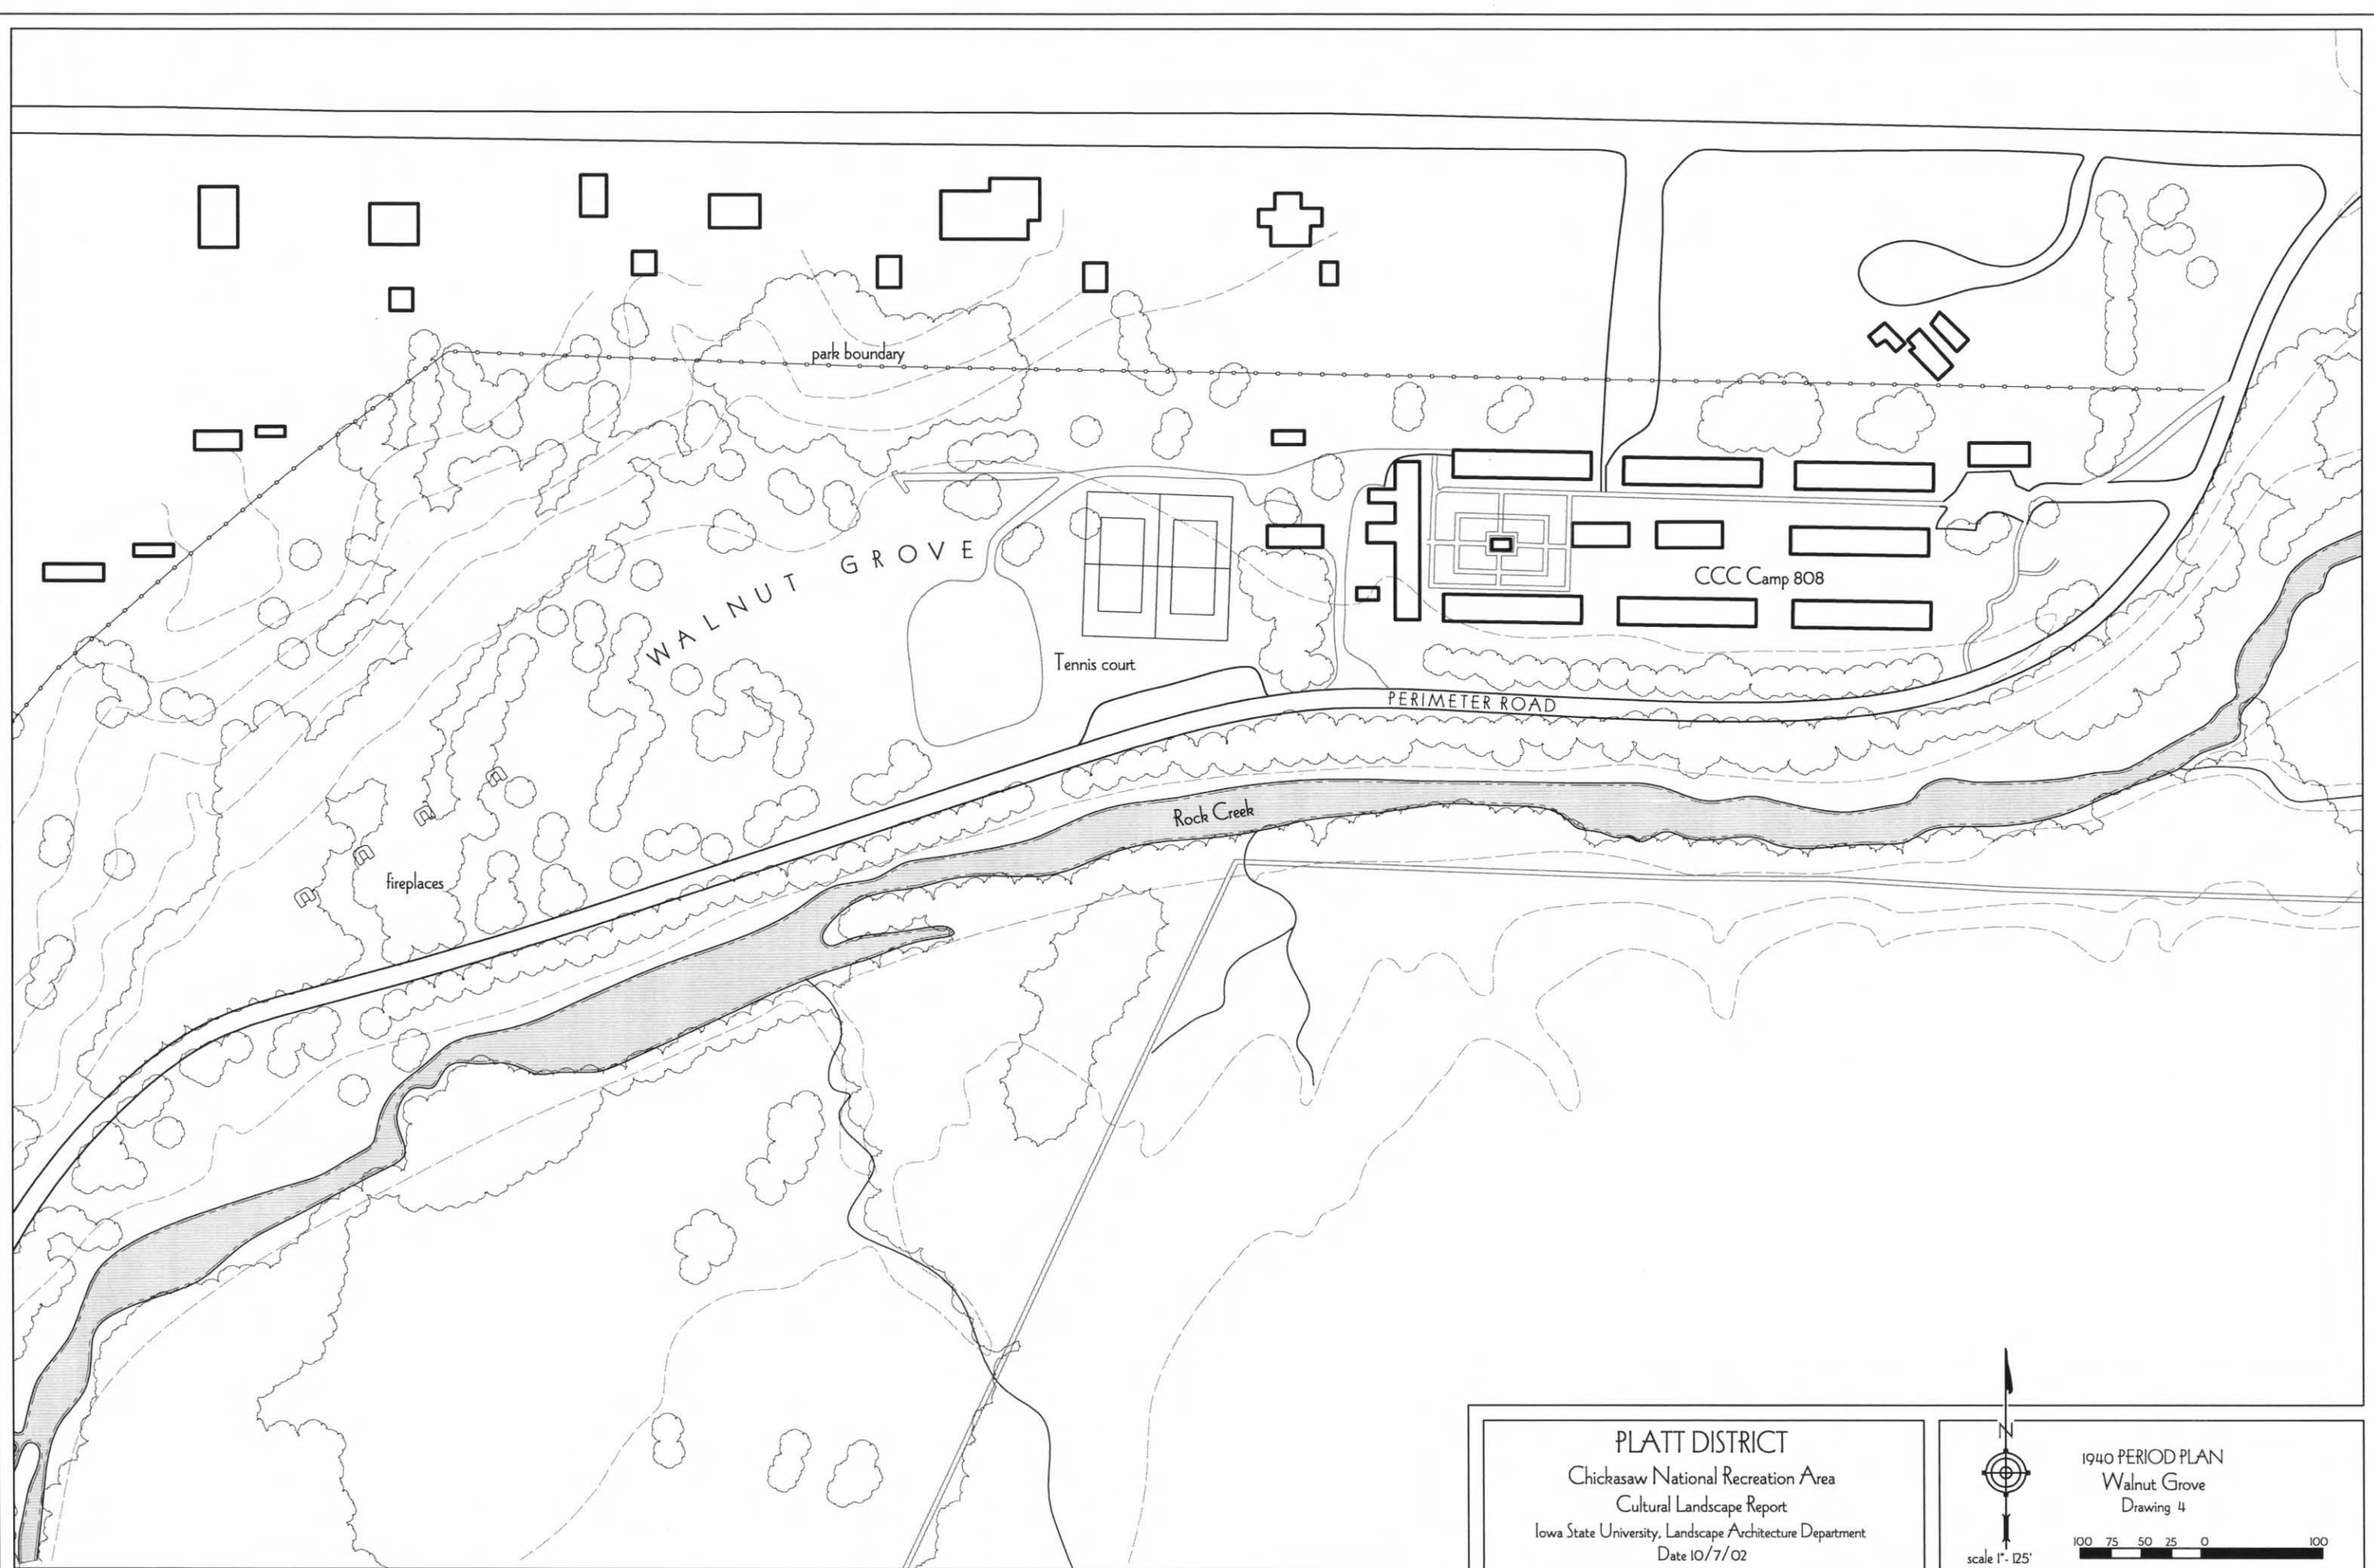 park boundary
WALNUT GROVE
CCC Camp 808
Tennis court
PERIMETER ROAD
Rock Creek
fireplaces
PLATT DISTRICT
Chickasaw National Recreation Area
Cultural Landscape Report
Iowa State University, Landscape Architecture Department
Date 10/7/02
N
scale 1"- 125'
1940 PERIOD PLAN
Walnut Grove
Drawing 4
100 75 50 25 0 100